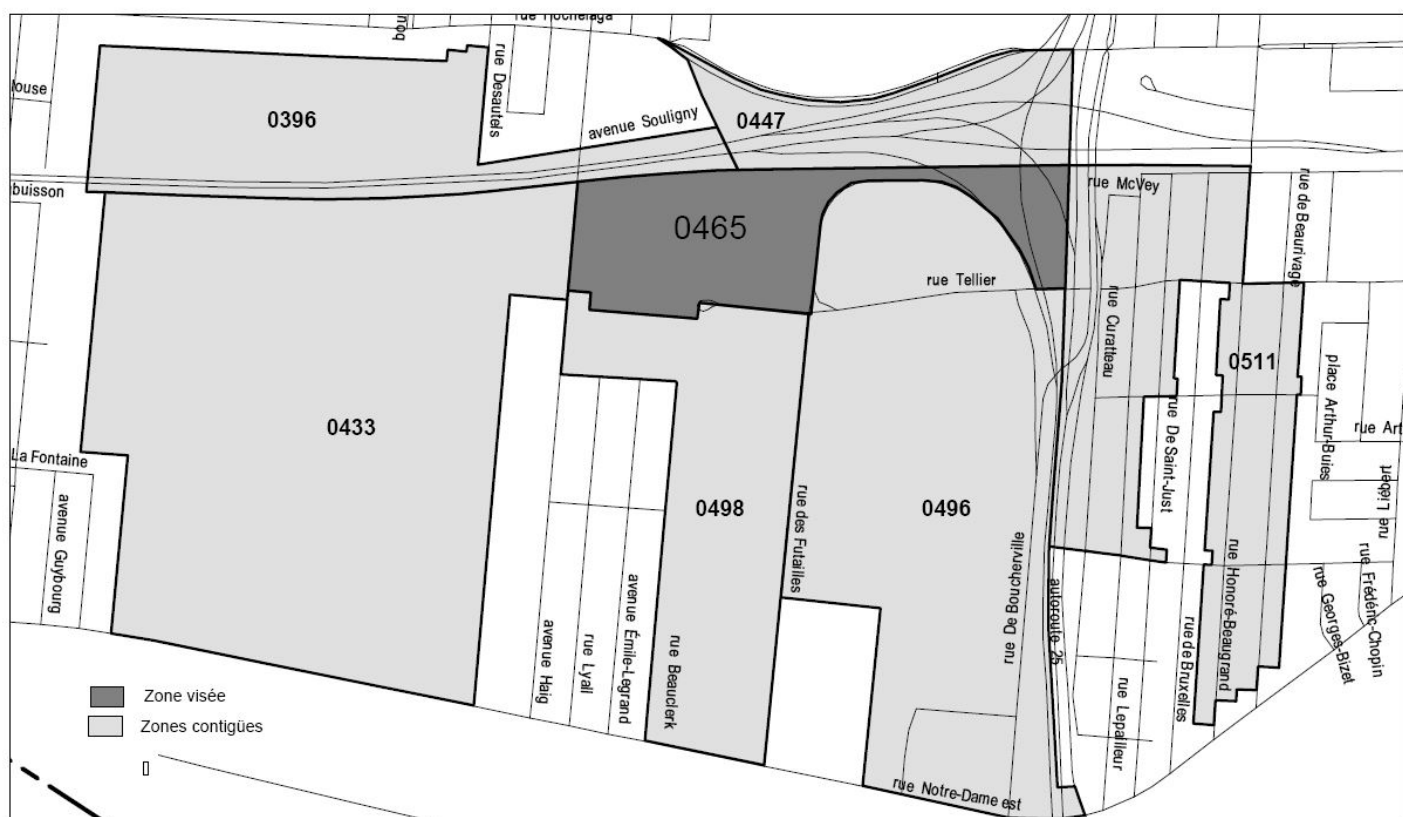 rue Hochelaga
rue Desautels
avenue Souligny
0396
0447
rue McVey
rue de Beaurivage
0465
rue Tellier
rue Curatteau
0511
place Arthur-Buies
0433
La Fontaine
avenue Guybourg
rue De Saint-Just
rue Art
rue Liébert
0498
rue des Futailles
0496
rue De Boucherville
autoroute 25
rue Honoré-Beaugrand
rue Frédéric-Chopin
rue Georges-Bizet
avenue Haig
rue Lyall
avenue Émile-Legrand
rue Beauclerk
rue Lepailleur
rue de Bruxelles
Zone visée
Zones contigües
rue Notre-Dame est